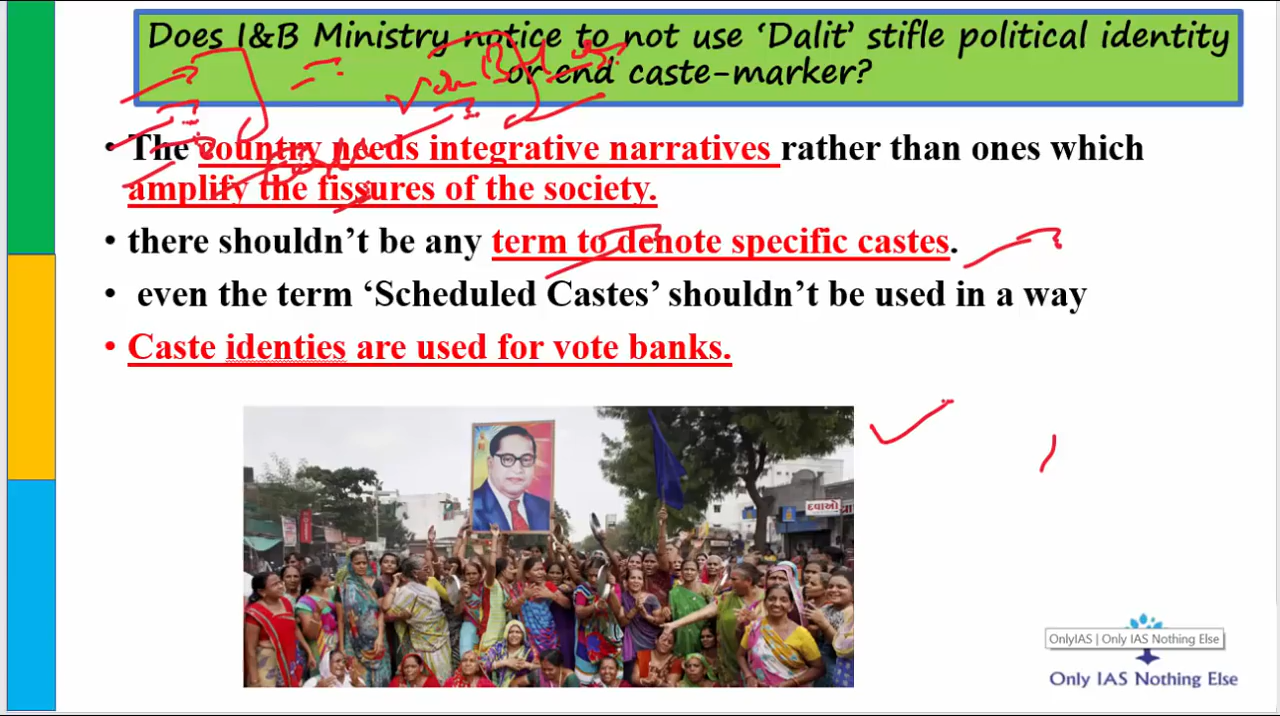 Does I&B Ministry notice to not use ‘Dalit’ stifle political identity
or end caste-marker?
• The country needs integrative narratives rather than ones which
amplify the fissures of the society.
• there shouldn’t be any term to denote specific castes.
• even the term ‘Scheduled Castes’ shouldn’t be used in a way
• Caste identies are used for vote banks.
દવાઓ
OnlyIAS | Only IAS Nothing Else
Only IAS Nothing Else